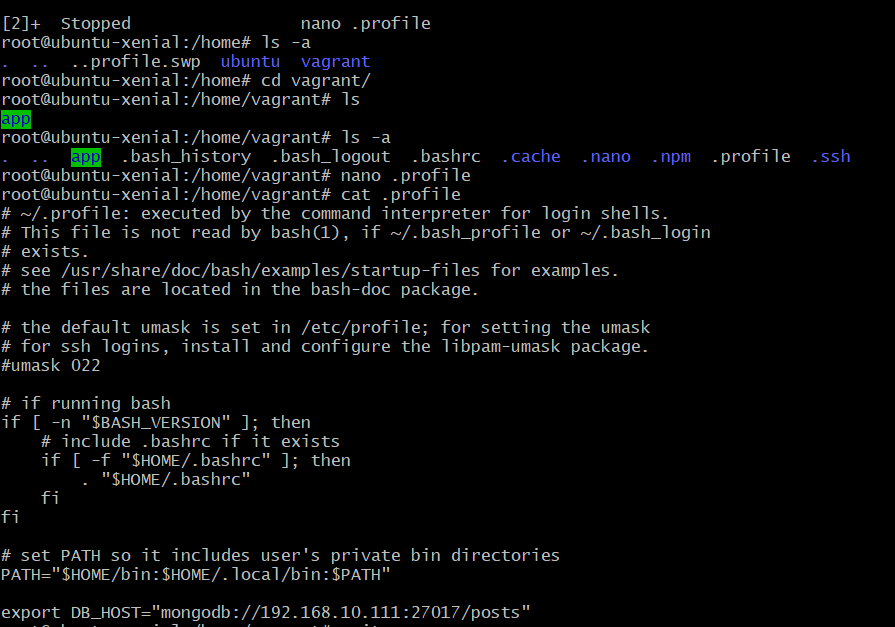 [2]+  Stopped                 nano .profile
root@ubuntu-xenial:/home# ls -a
.  ..  ..profile.swp  ubuntu  vagrant
root@ubuntu-xenial:/home# cd vagrant/
root@ubuntu-xenial:/home/vagrant# ls
app
root@ubuntu-xenial:/home/vagrant# ls -a
.  ..  app  .bash_history  .bash_logout  .bashrc  .cache  .nano  .npm  .profile  .ssh
root@ubuntu-xenial:/home/vagrant# nano .profile
root@ubuntu-xenial:/home/vagrant# cat .profile
# ~/.profile: executed by the command interpreter for login shells.
# This file is not read by bash(1), if ~/.bash_profile or ~/.bash_login
# exists.
# see /usr/share/doc/bash/examples/startup-files for examples.
# the files are located in the bash-doc package.

# the default umask is set in /etc/profile; for setting the umask
# for ssh logins, install and configure the libpam-umask package.
#umask 022

# if running bash
if [ -n "$BASH_VERSION" ]; then
    # include .bashrc if it exists
    if [ -f "$HOME/.bashrc" ]; then
        . "$HOME/.bashrc"
    fi
fi

# set PATH so it includes user's private bin directories
PATH="$HOME/bin:$HOME/.local/bin:$PATH"

export DB_HOST="mongodb://192.168.10.111:27017/posts"